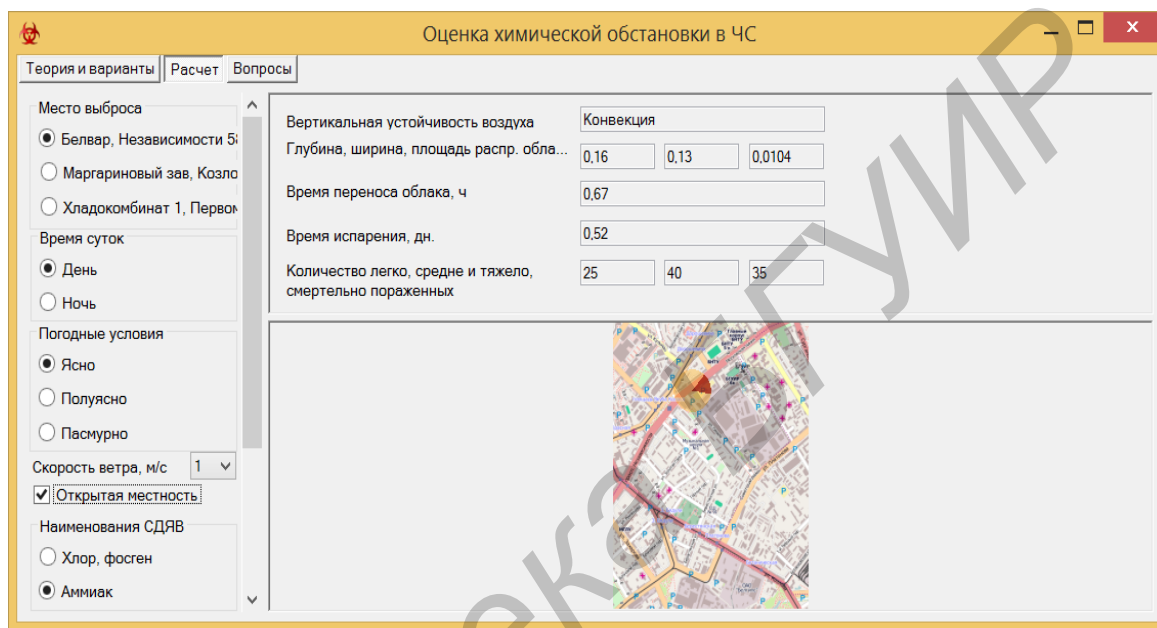 Оценка химической обстановки в ЧС
Теория и варианты Расчет Вопросы
Место выброса
Белвар, Независимости 58
Маргариновый зав, Козло
Хладокомбинат 1, Первом
Время суток
День
Ночь
Погодные условия
Ясно
Полуясно
Пасмурно
Скорость ветра, м/с 1
Открытая местность
Наименования СДЯВ
Хлор, фосген
Аммиак
Вертикальная устойчивость воздуха Конвекция
Глубина, ширина, площадь распр. обла... 0,16 0,13 0,0104
Время переноса облака, ч 0,67
Время испарения, дн. 0,52
Количество легко, средне и тяжело, 25 40 35
смертельно пораженных
ека БГУИР